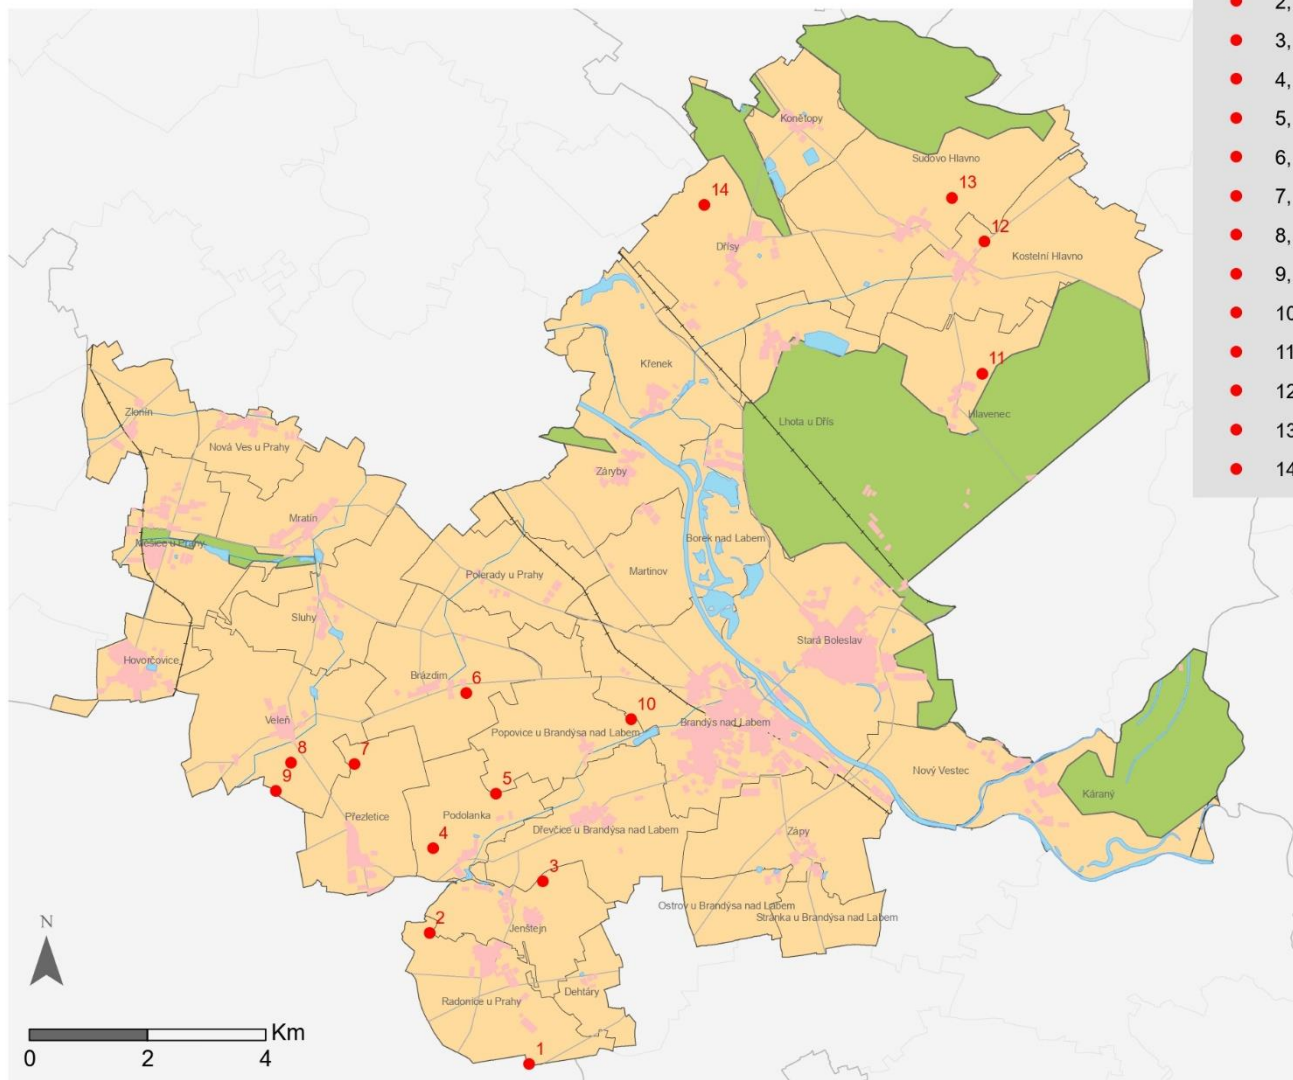 2,
3,
4,
5,
6,
7,
8,
9,
10
11
12
13
14
Konětopy
Sudovo Hlavno
13
14
12
Dřísy
Kostelní Hlavno
Křenek
11
Zlonín
Lhota u Dřís
Hlavenec
Nová Ves u Prahy
Záryby
Mratín
Měšice u Prahy
Borek nad Labem
Polerady u Prahy
Martinov
Sluhy
Stará Boleslav
Hovorčovice
Brázdim
6
10
Veleň
Popovice u Brandýsa nad Labem
Brandýs nad Labem
8
7
Nový Vestec
9
5
Káraný
Přezletice
Podolanka
Dřevčice u Brandýsa nad Labem
Zápy
4
3
Ostrov u Brandýsa nad Labem
2
Stránka u Brandýsa nad Labem
N
Jenštejn
Dehtáry
Radonice u Prahy
Km
0 2 4
1